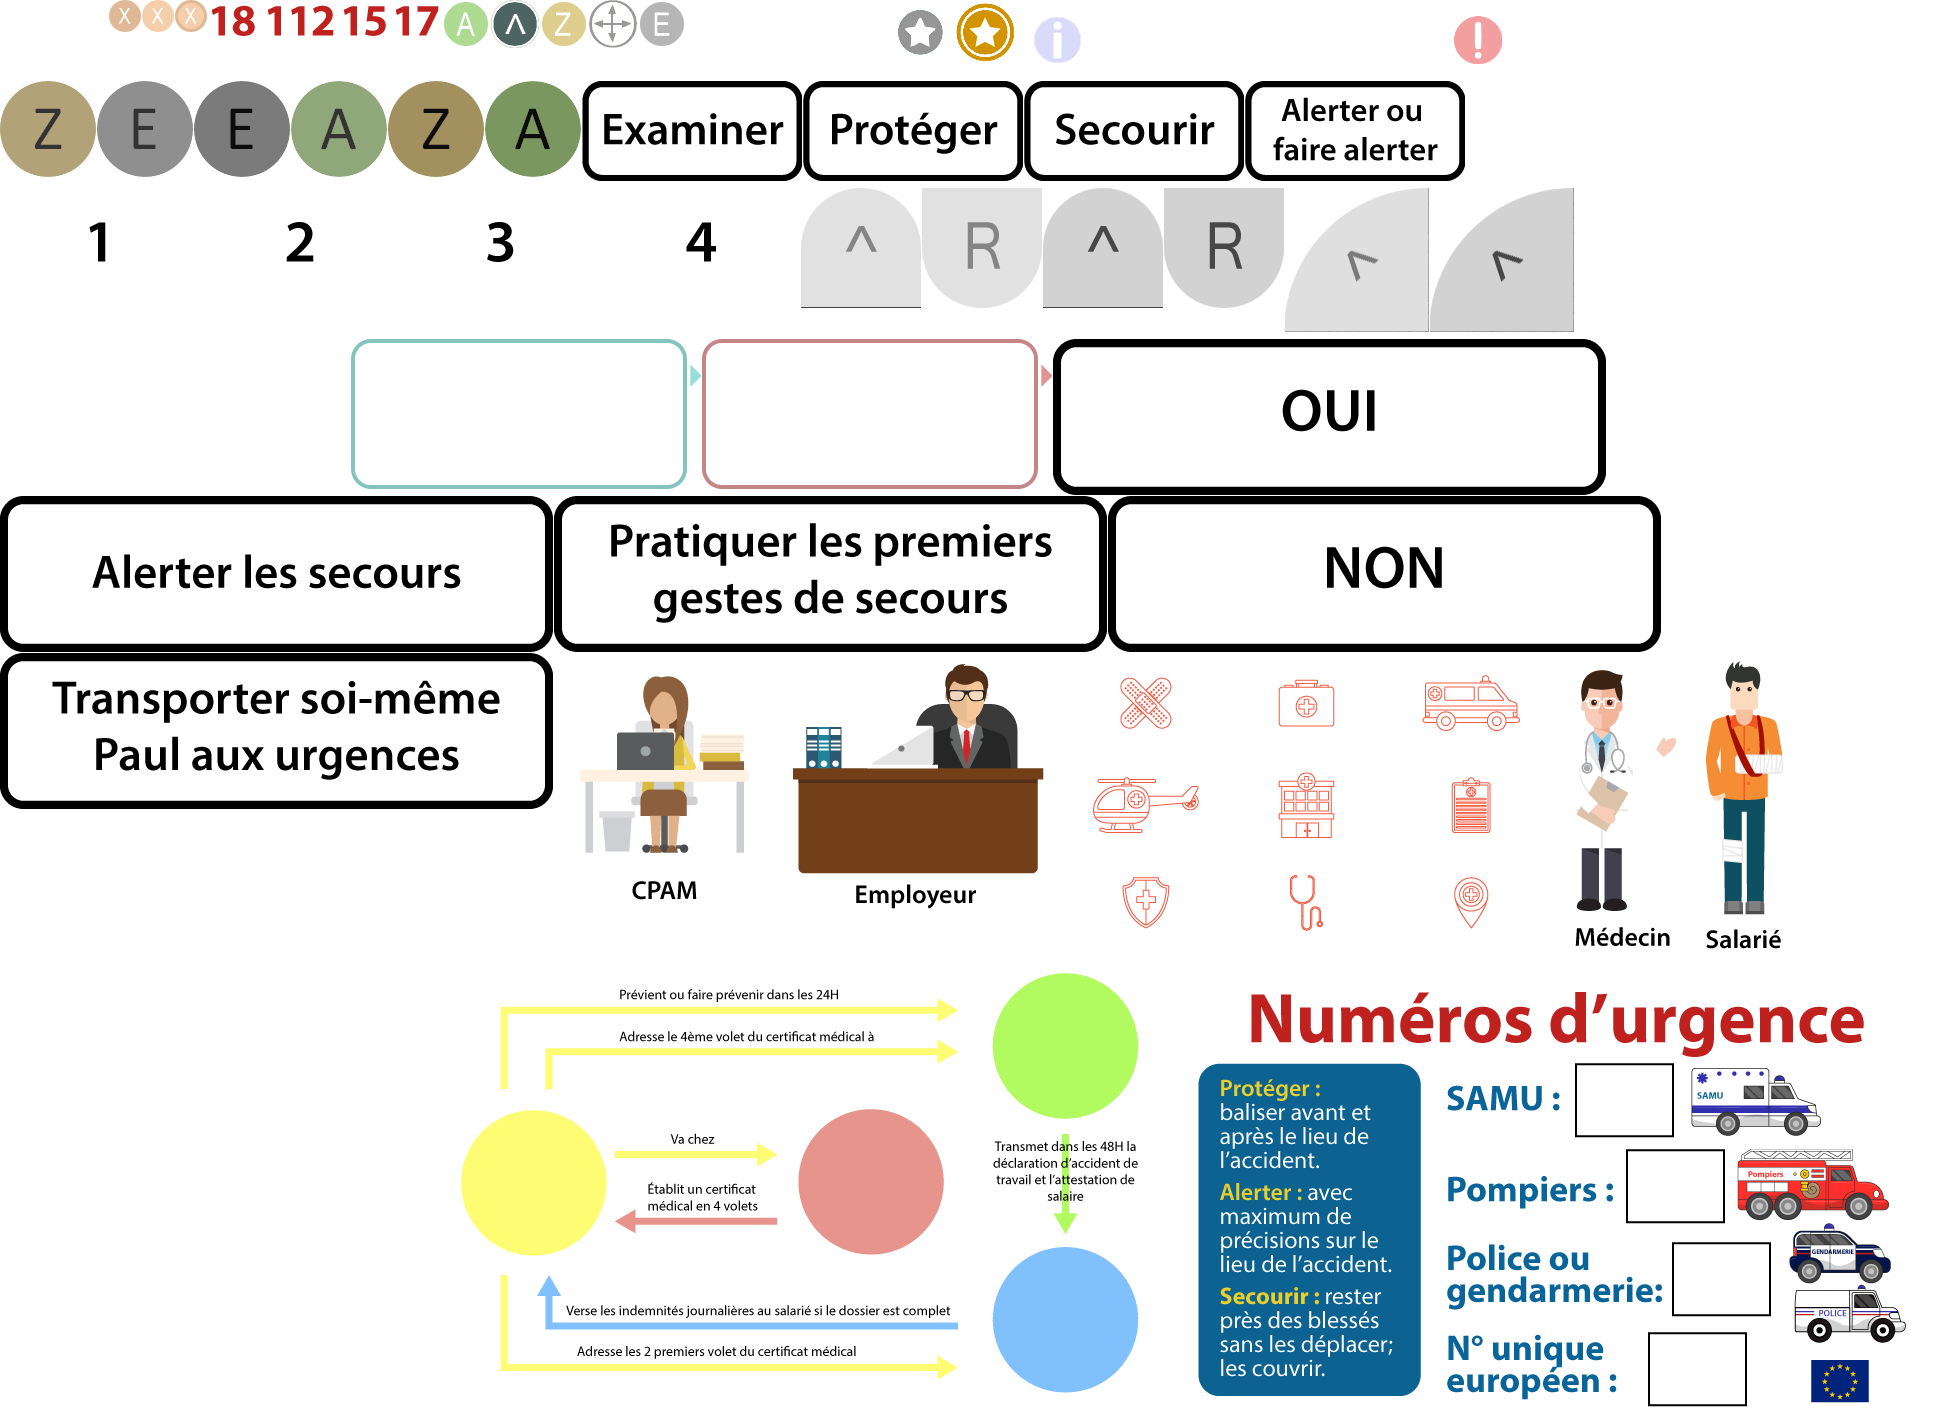 X X X 18 112 15 17 A Λ Z E
Z E E A Z A
Examiner
Protéger
Secourir
Alerter ou
faire alerter
1 2 3 4
^ R ^ R ^ ^
OUI
Alerter les secours
Pratiquer les premiers
gestes de secours
NON
Transporter soi-même
Paul aux urgences
CPAM
Employeur
Médecin
Salarié
Prévient ou faire prévenir dans les 24H
Adresse le 4ème volet du certificat médical à
Va chez
Établit un certificat
médical en 4 volets
Transmet dans les 48H la
déclaration d'accident de
travail et l'attestation de
salaire
Verse les indemnités journalières au salarié si le dossier est complet
Adresse les 2 premiers volet du certificat médical
Numéros d’urgence
Protéger :
baliser avant et
après le lieu de
l’accident.
Alerter : avec
maximum de
précisions sur le
lieu de l’accident.
Secourir : rester
près des blessés
sans les déplacer;
les couvrir.
SAMU :
SAMU
Pompiers :
Pompiers
Police ou
gendarmerie:
GENDARMERIE
POLICE
N° unique
européen :